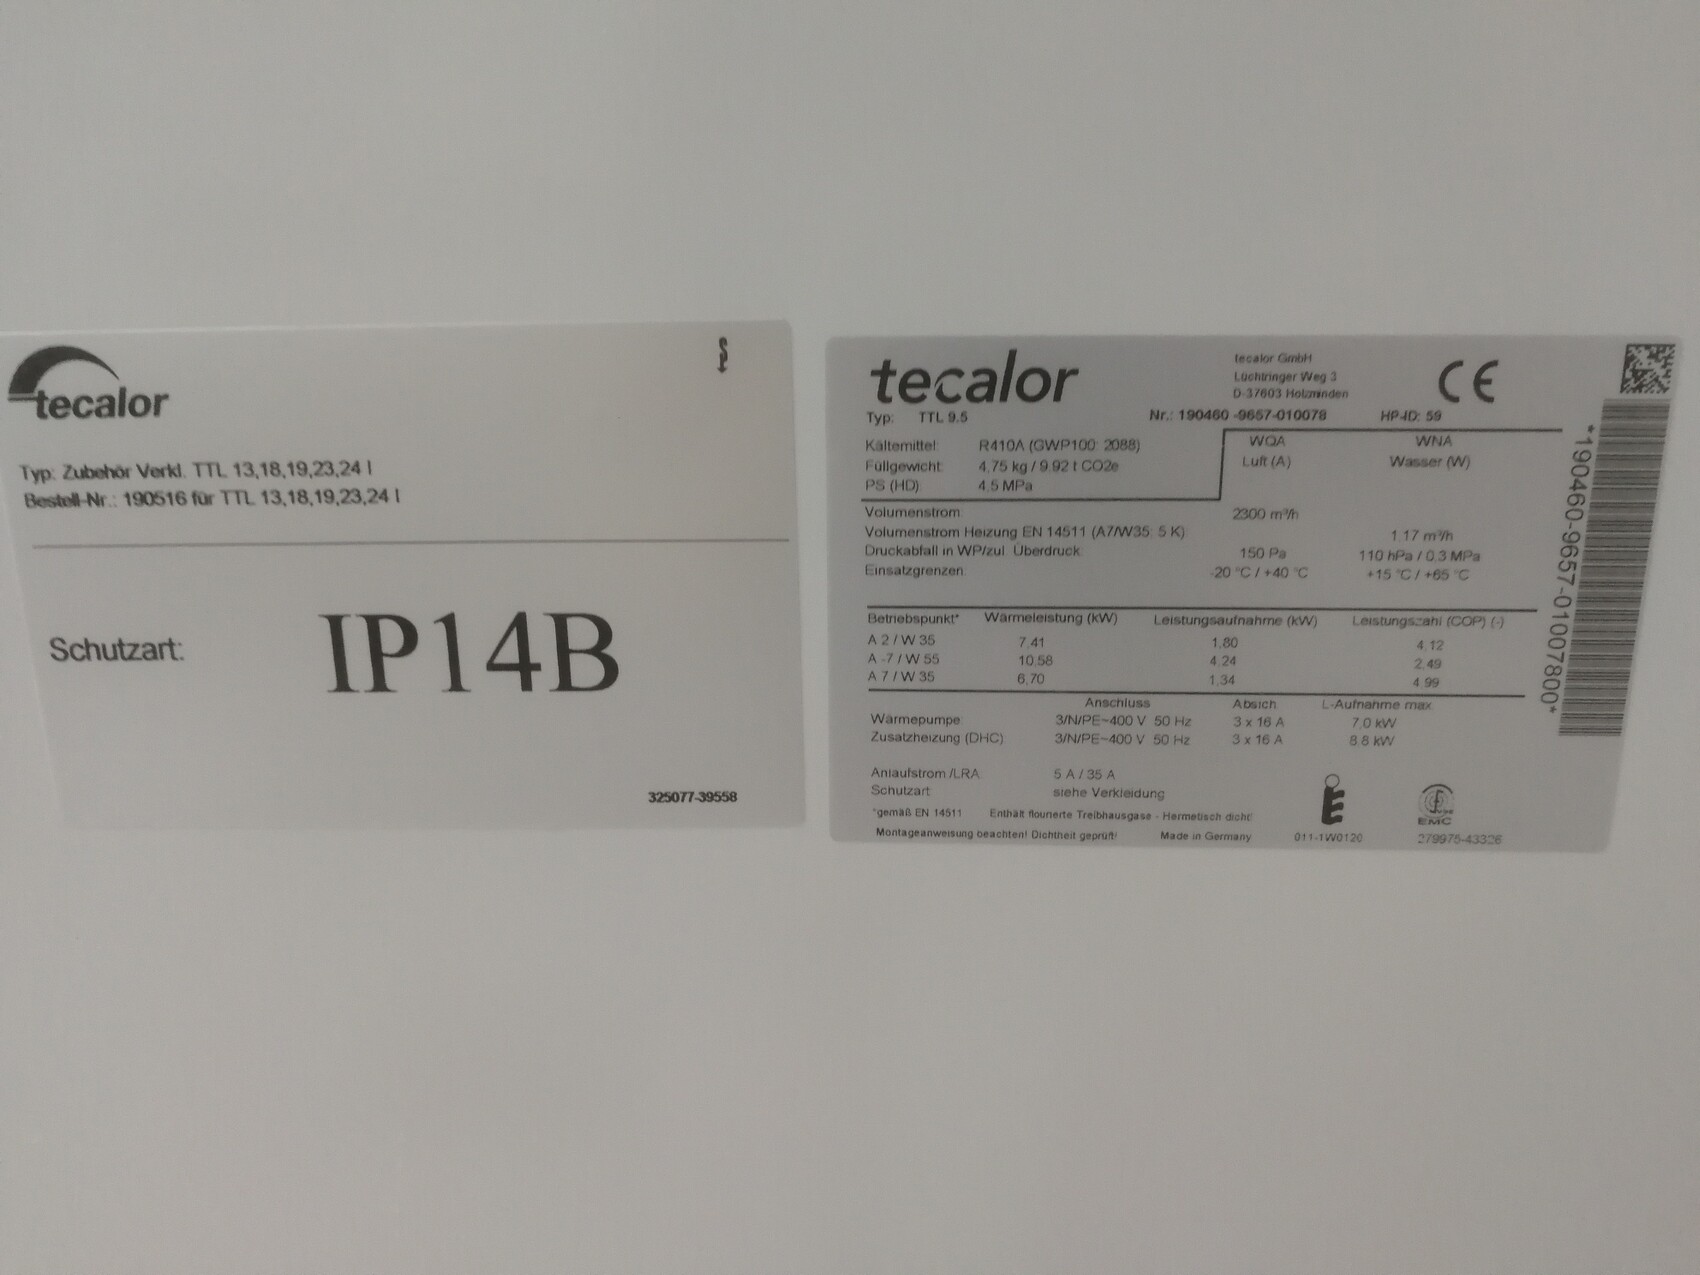 tecalor
Typ: Zubehör Verkl. TTL 13,18,19,23,24 I
Bestell-Nr.: 190516 für TTL 13,18,19,23,24 I
Schutzart: IP14B
325077-39558
tecalor
tecalor GmbH
Lüchtringer Weg 3
D-37603 Holzminden
CE
Typ: TTL 9.5 Nr.: 190460 -9657-010078 HP-ID: 59
Kältemittel: R410A (GWP100: 2088) WQA WNA
Füllgewicht: 4,75 kg / 9.92 t CO2e Luft (A) Wasser (W)
PS (HD): 4,5 MPa
Volumenstrom: 2300 m³/h
Volumenstrom Heizung EN 14511 (A7/W35; 5 K): 1,17 m³/h
Druckabfall in WP/zul. Überdruck: 150 Pa 110 hPa / 0,3 MPa
Einsatzgrenzen: -20 °C / +40 °C +15 °C / +65 °C
Betriebspunkt* Wärmeleistung (kW) Leistungsaufnahme (kW) Leistungszahl (COP) (-)
A 2 / W 35 7,41 1,80 4,12
A -7 / W 55 10,58 4,24 2,49
A 7 / W 35 6,70 1,34 4,99
Anschluss Absich. L-Aufnahme max.
Wärmepumpe 3/N/PE~400 V 50 Hz 3 x 16 A 7,0 kW
Zusatzheizung (DHC): 3/N/PE~400 V 50 Hz 3 x 16 A 8,8 kW
Anlaufstrom /LRA: 5 A / 35 A
Schutzart: siehe Verkleidung
*gemäß EN 14511 Enthält flourierte Treibhausgase - Hermetisch dicht!
EMC
Montageanweisung beachten! Dichtheit geprüft! Made in Germany 011-1W0120 279975-43326
*190460-9657-01007800*